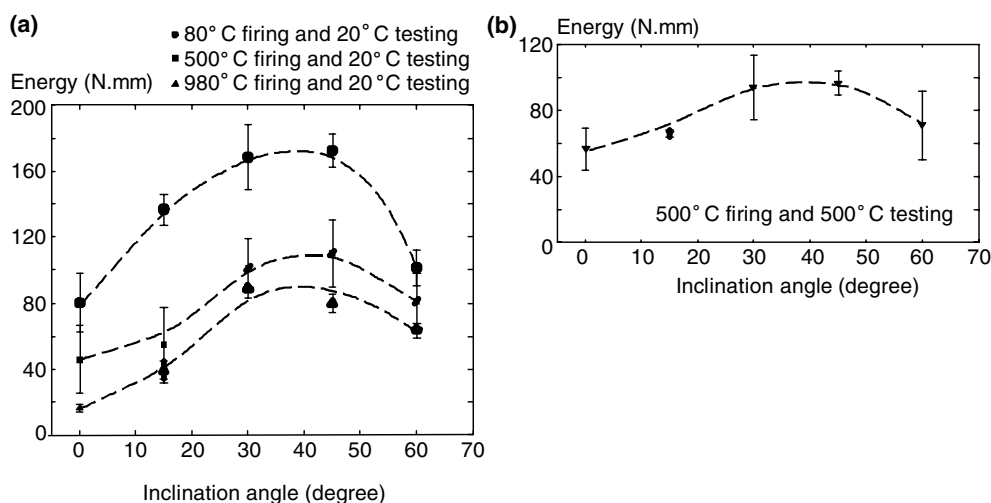 (a)
80°C firing and 20°C testing
500°C firing and 20°C testing
980°C firing and 20°C testing
Energy (N.mm)
200
160
120
80
40
0
0 10 20 30 40 50 60 70
Inclination angle (degree)
(b)
Energy (N.mm)
120
80
60
40
0
500°C firing and 500°C testing
0 10 20 30 40 50 60 70
Inclination angle (degree)